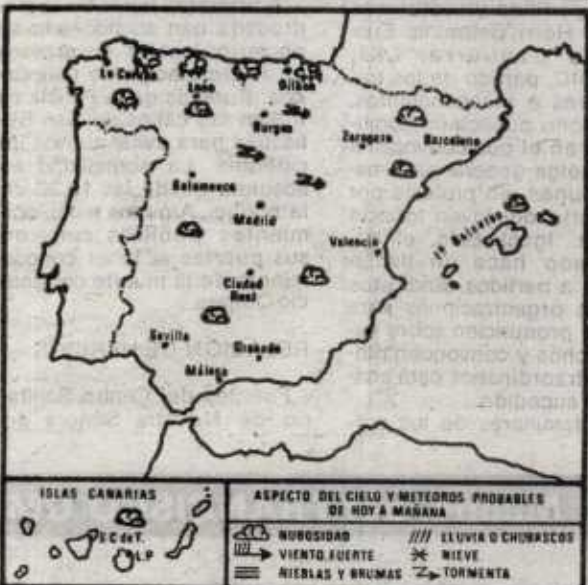 La Coruña
León
Bilbao
Burgos
Zaragoza
Barcelona
Salamanca
Madrid
Valencia
Is Baleares
Ciudad Real
Sevilla
Granada
Málaga
ISLAS CANARIAS
S.C de T.
L.P
ASPECTO DEL CIELO Y METEOROS PROBABLES
DE HOY A MAÑANA
NUBOSIDAD
LLUVIA O CHUBASCOS
VIENTO FUERTE
NIEVE
NIEBLAS Y BRUMAS
TORMENTA